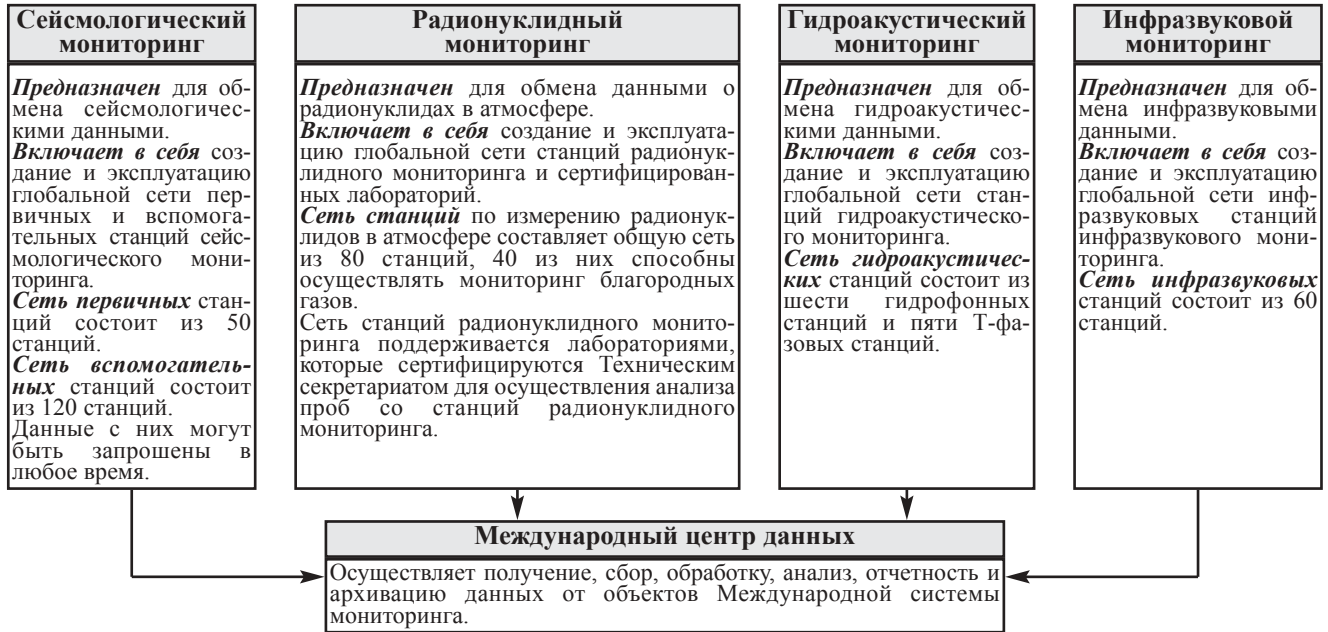 Сейсмологический
мониторинг
Предназначен для об-
мена сейсмологичес-
кими данными.
Включает в себя соз-
дание и эксплуатацию
глобальной сети пер-
вичных и вспомога-
тельных станций сейс-
мологического мони-
торинга.
Сеть первичных стан-
ций состоит из 50
станций.
Сеть вспомогатель-
ных станций состоит
из 120 станций.
Данные с них могут
быть запрошены в
любое время.
Радионуклидный
мониторинг
Предназначен для обмена данными о
радионуклидах в атмосфере.
Включает в себя создание и эксплуата-
цию глобальной сети станций радионук-
лидного мониторинга и сертифицирован-
ных лабораторий.
Сеть станций по измерению радионук-
лидов в атмосфере составляет общую сеть
из 80 станций, 40 из них способны
осуществлять мониторинг благородных
газов.
Сеть станций радионуклидного монито-
ринга поддерживается лабораториями,
которые сертифицируются Техническим
секретариатом для осуществления анализа
проб со станций радионуклидного
мониторинга.
Гидроакустический
мониторинг
Предназначен для об-
мена гидроакустичес-
кими данными.
Включает в себя соз-
дание и эксплуатацию
глобальной сети стан-
ций гидроакустическо-
го мониторинга.
Сеть гидроакустичес-
ких станций состоит из
шести гидрофонных
станций и пяти Т-фа-
зовых станций.
Инфразвуковой
мониторинг
Предназначен для об-
мена инфразвуковыми
данными.
Включает в себя соз-
дание и эксплуатацию
глобальной сети инф-
развуковых станций
инфразвукового мони-
торинга.
Сеть инфразвуковых
станций состоит из 60
станций.
Международный центр данных
Осуществляет получение, сбор, обработку, анализ, отчетность и
архивацию данных от объектов Международной системы
мониторинга.